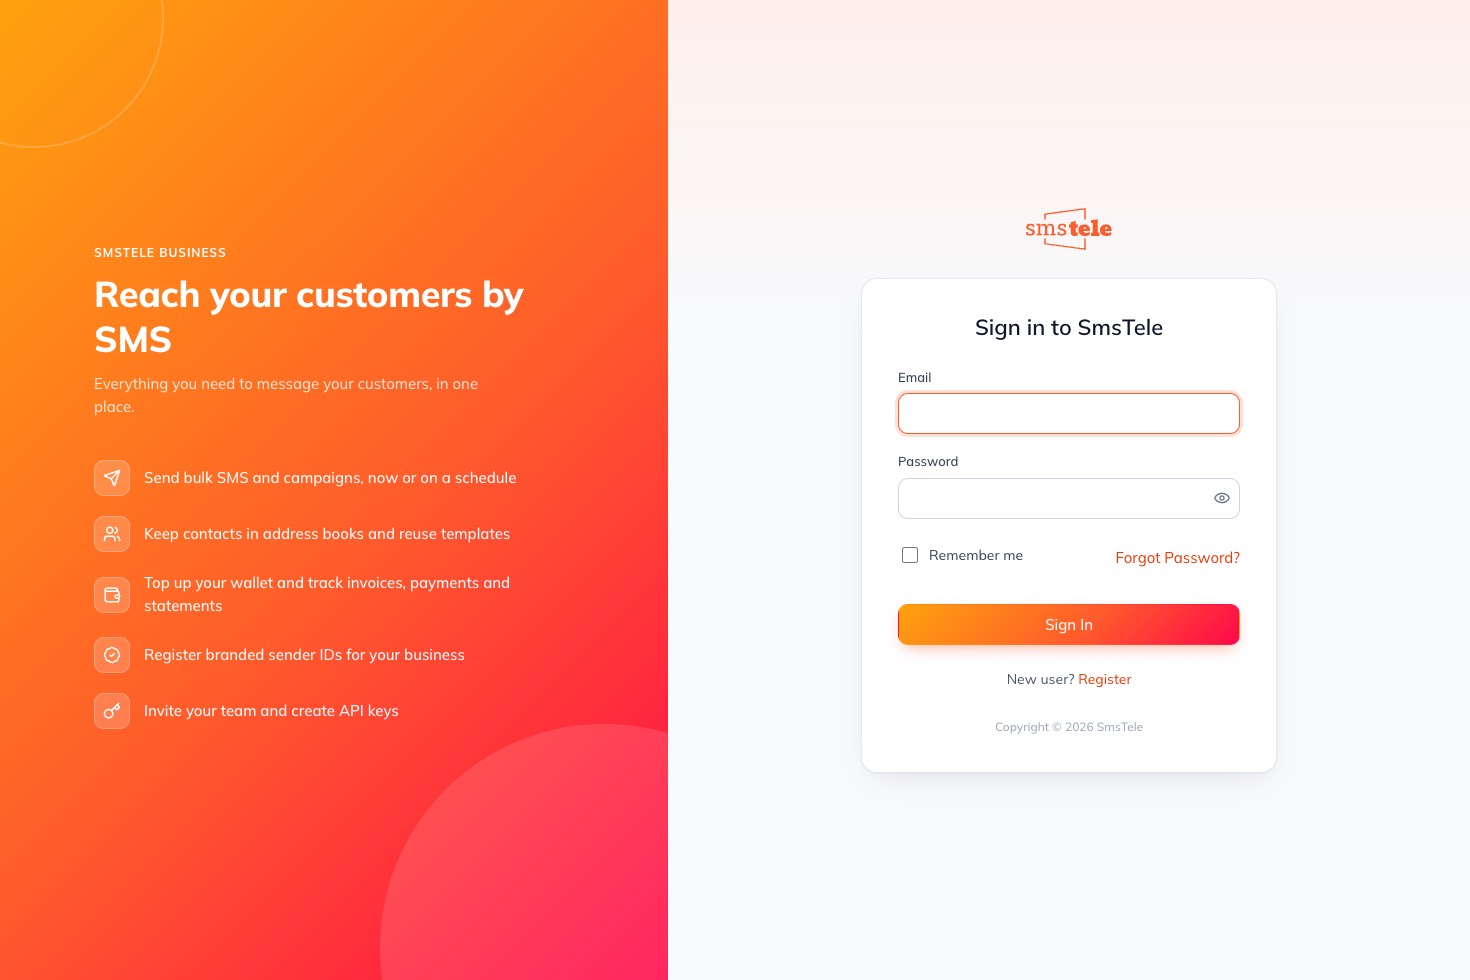 SMSTELE BUSINESS
Reach your customers by
SMS
Everything you need to message your customers, in one
place.
Send bulk SMS and campaigns, now or on a schedule
Keep contacts in address books and reuse templates
Top up your wallet and track invoices, payments and
statements
Register branded sender IDs for your business
Invite your team and create API keys
smstele
Sign in to SmsTele
Email
Password
Remember me
Forgot Password?
Sign In
New user? Register
Copyright © 2026 SmsTele